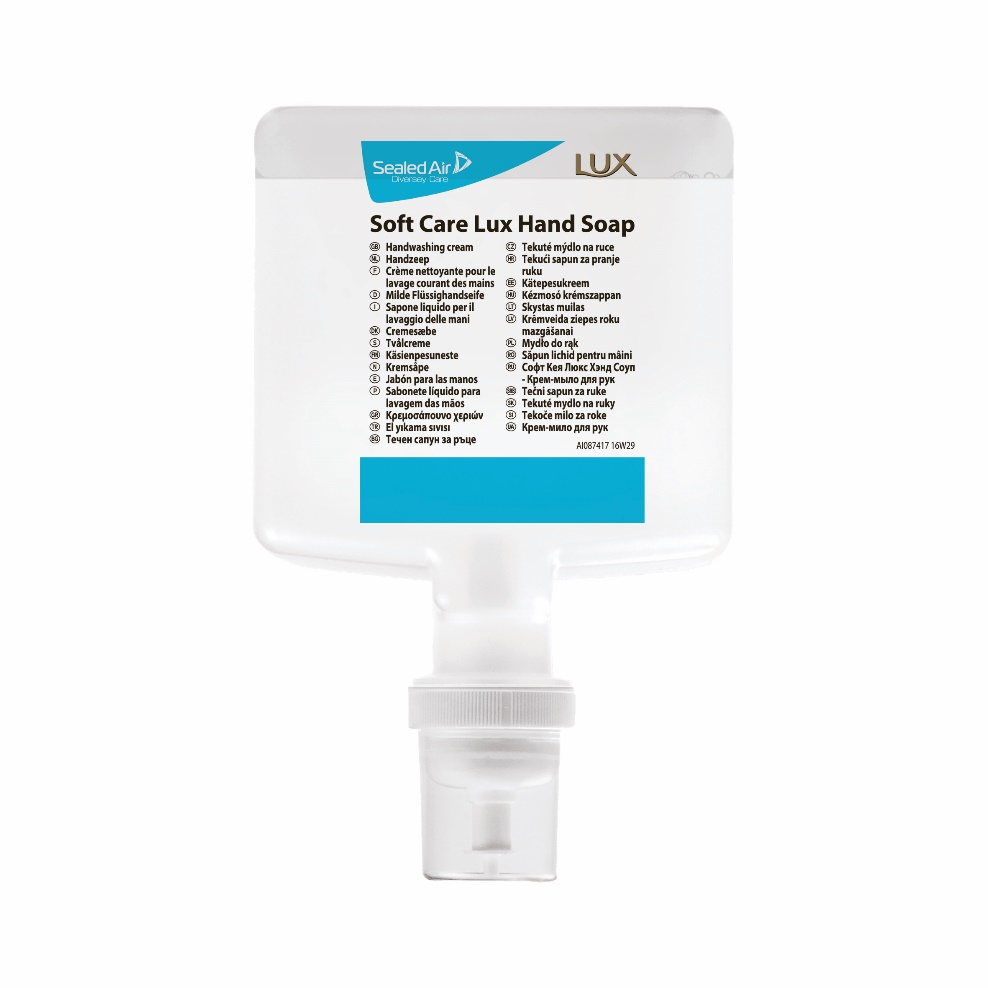 Sealed Air
Diversey Care
LUX
Soft Care Lux Hand Soap
GB Handwashing cream
NL Handzeep
F Crème nettoyante pour le
lavage courant des mains
D Milde Flüssighandseife
I Sapone liquido per il
lavaggio delle mani
DK Cremesæbe
S Tvålcreme
FIN Käsienpesuneste
N Kremsåpe
E Jabón para las manos
P Sabonete líquido para
lavagem das mãos
GR Κρεμοσάπουνο χεριών
TR El yıkama sıvısı
BG Течен сапун за ръце
CZ Tekuté mýdlo na ruce
HR Tekući sapun za pranje
ruku
EE Kätepesukreem
HU Kézmosó krémszappan
LT Skystas muilas
LV Krēmveida ziepes roku
mazgāšanai
PL Mydło do rąk
RO Săpun lichid pentru mâini
RU Софт Кея Люкс Хэнд Соуп
- Крем-мыло для рук
SRB Tečni sapun za ruke
SK Tekuté mydlo na ruky
SI Tekoče milo za roke
UA Крем-мило для рук
AI087417 16W29